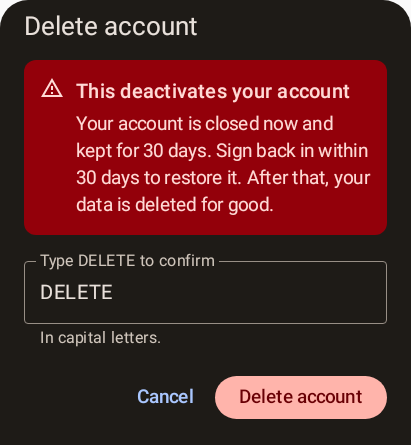 Delete account
This deactivates your account
Your account is closed now and
kept for 30 days. Sign back in within
30 days to restore it. After that, your
data is deleted for good.
Type DELETE to confirm
DELETE
In capital letters.
Cancel
Delete account